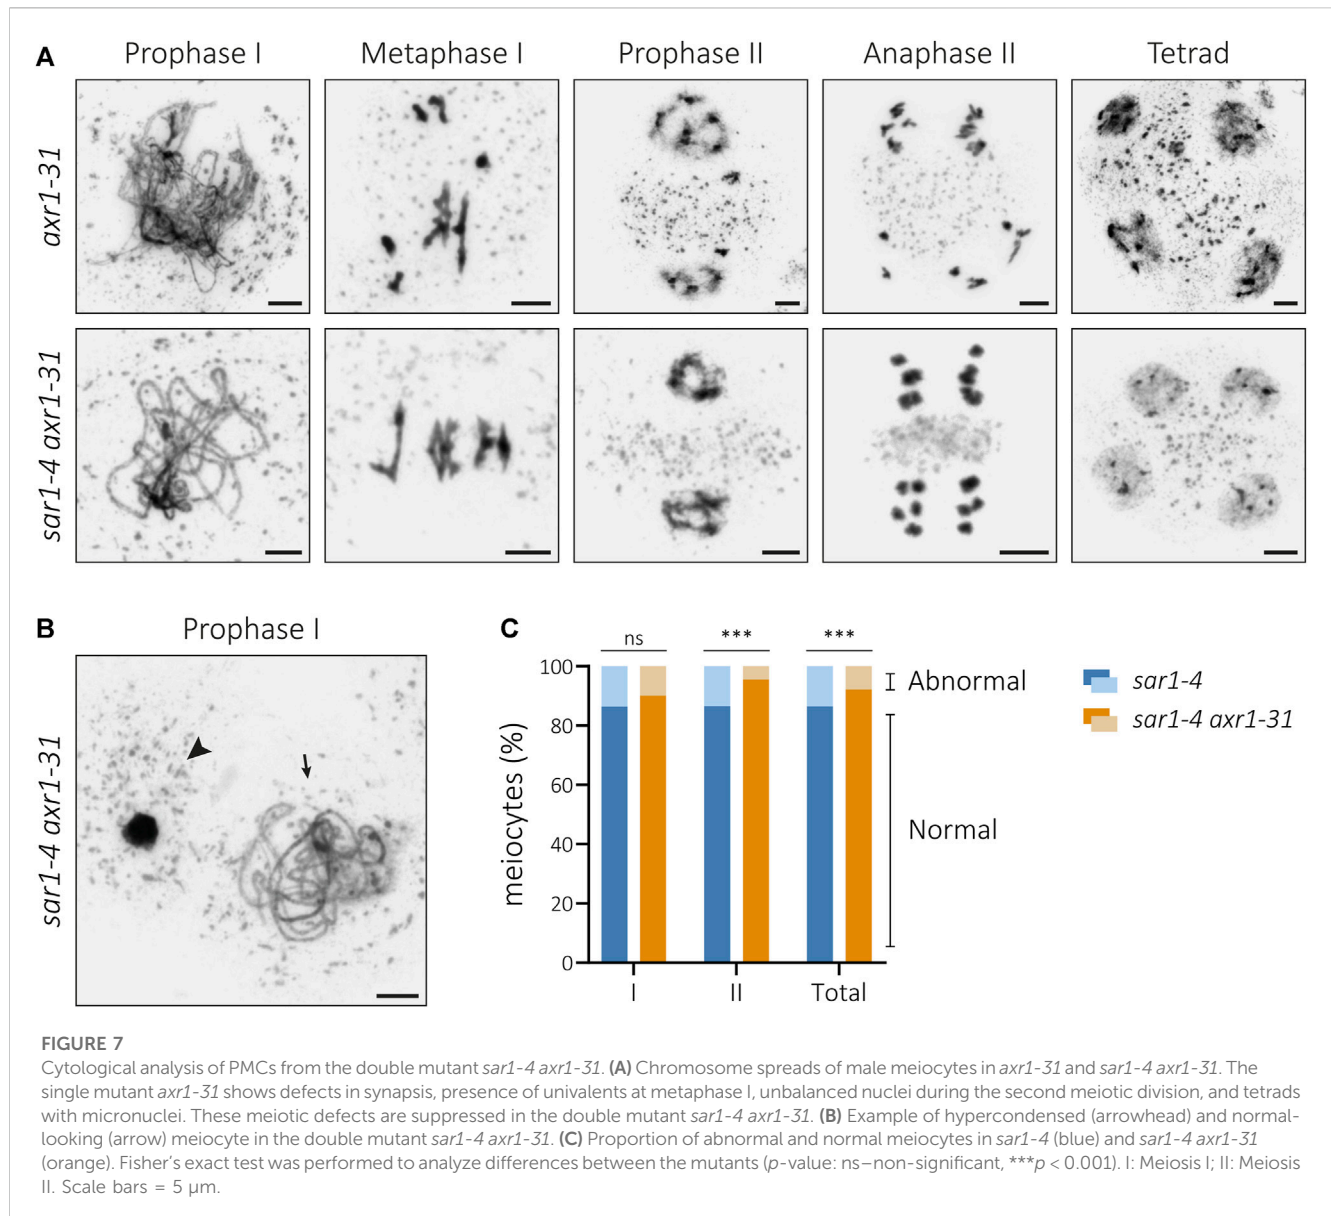 A
Prophase I
Metaphase I
Prophase II
Anaphase II
Tetrad
axr1-31
sar1-4 axr1-31
B
Prophase I
sar1-4 axr1-31
C
ns
***
***
100
80
60
40
20
0
meiocytes (%)
I
II
Total
Abnormal
Normal
sar1-4
sar1-4 axr1-31
FIGURE 7
Cytological analysis of PMCs from the double mutant sar1-4 axr1-31. (A) Chromosome spreads of male meiocytes in axr1-31 and sar1-4 axr1-31. The
single mutant axr1-31 shows defects in synapsis, presence of univalents at metaphase I, unbalanced nuclei during the second meiotic division, and tetrads
with micronuclei. These meiotic defects are suppressed in the double mutant sar1-4 axr1-31. (B) Example of hypercondensed (arrowhead) and normal-
looking (arrow) meiocyte in the double mutant sar1-4 axr1-31. (C) Proportion of abnormal and normal meiocytes in sar1-4 (blue) and sar1-4 axr1-31
(orange). Fisher's exact test was performed to analyze differences between the mutants (p-value: ns–non-significant, ***p < 0.001). I: Meiosis I; II: Meiosis
II. Scale bars = 5 µm.